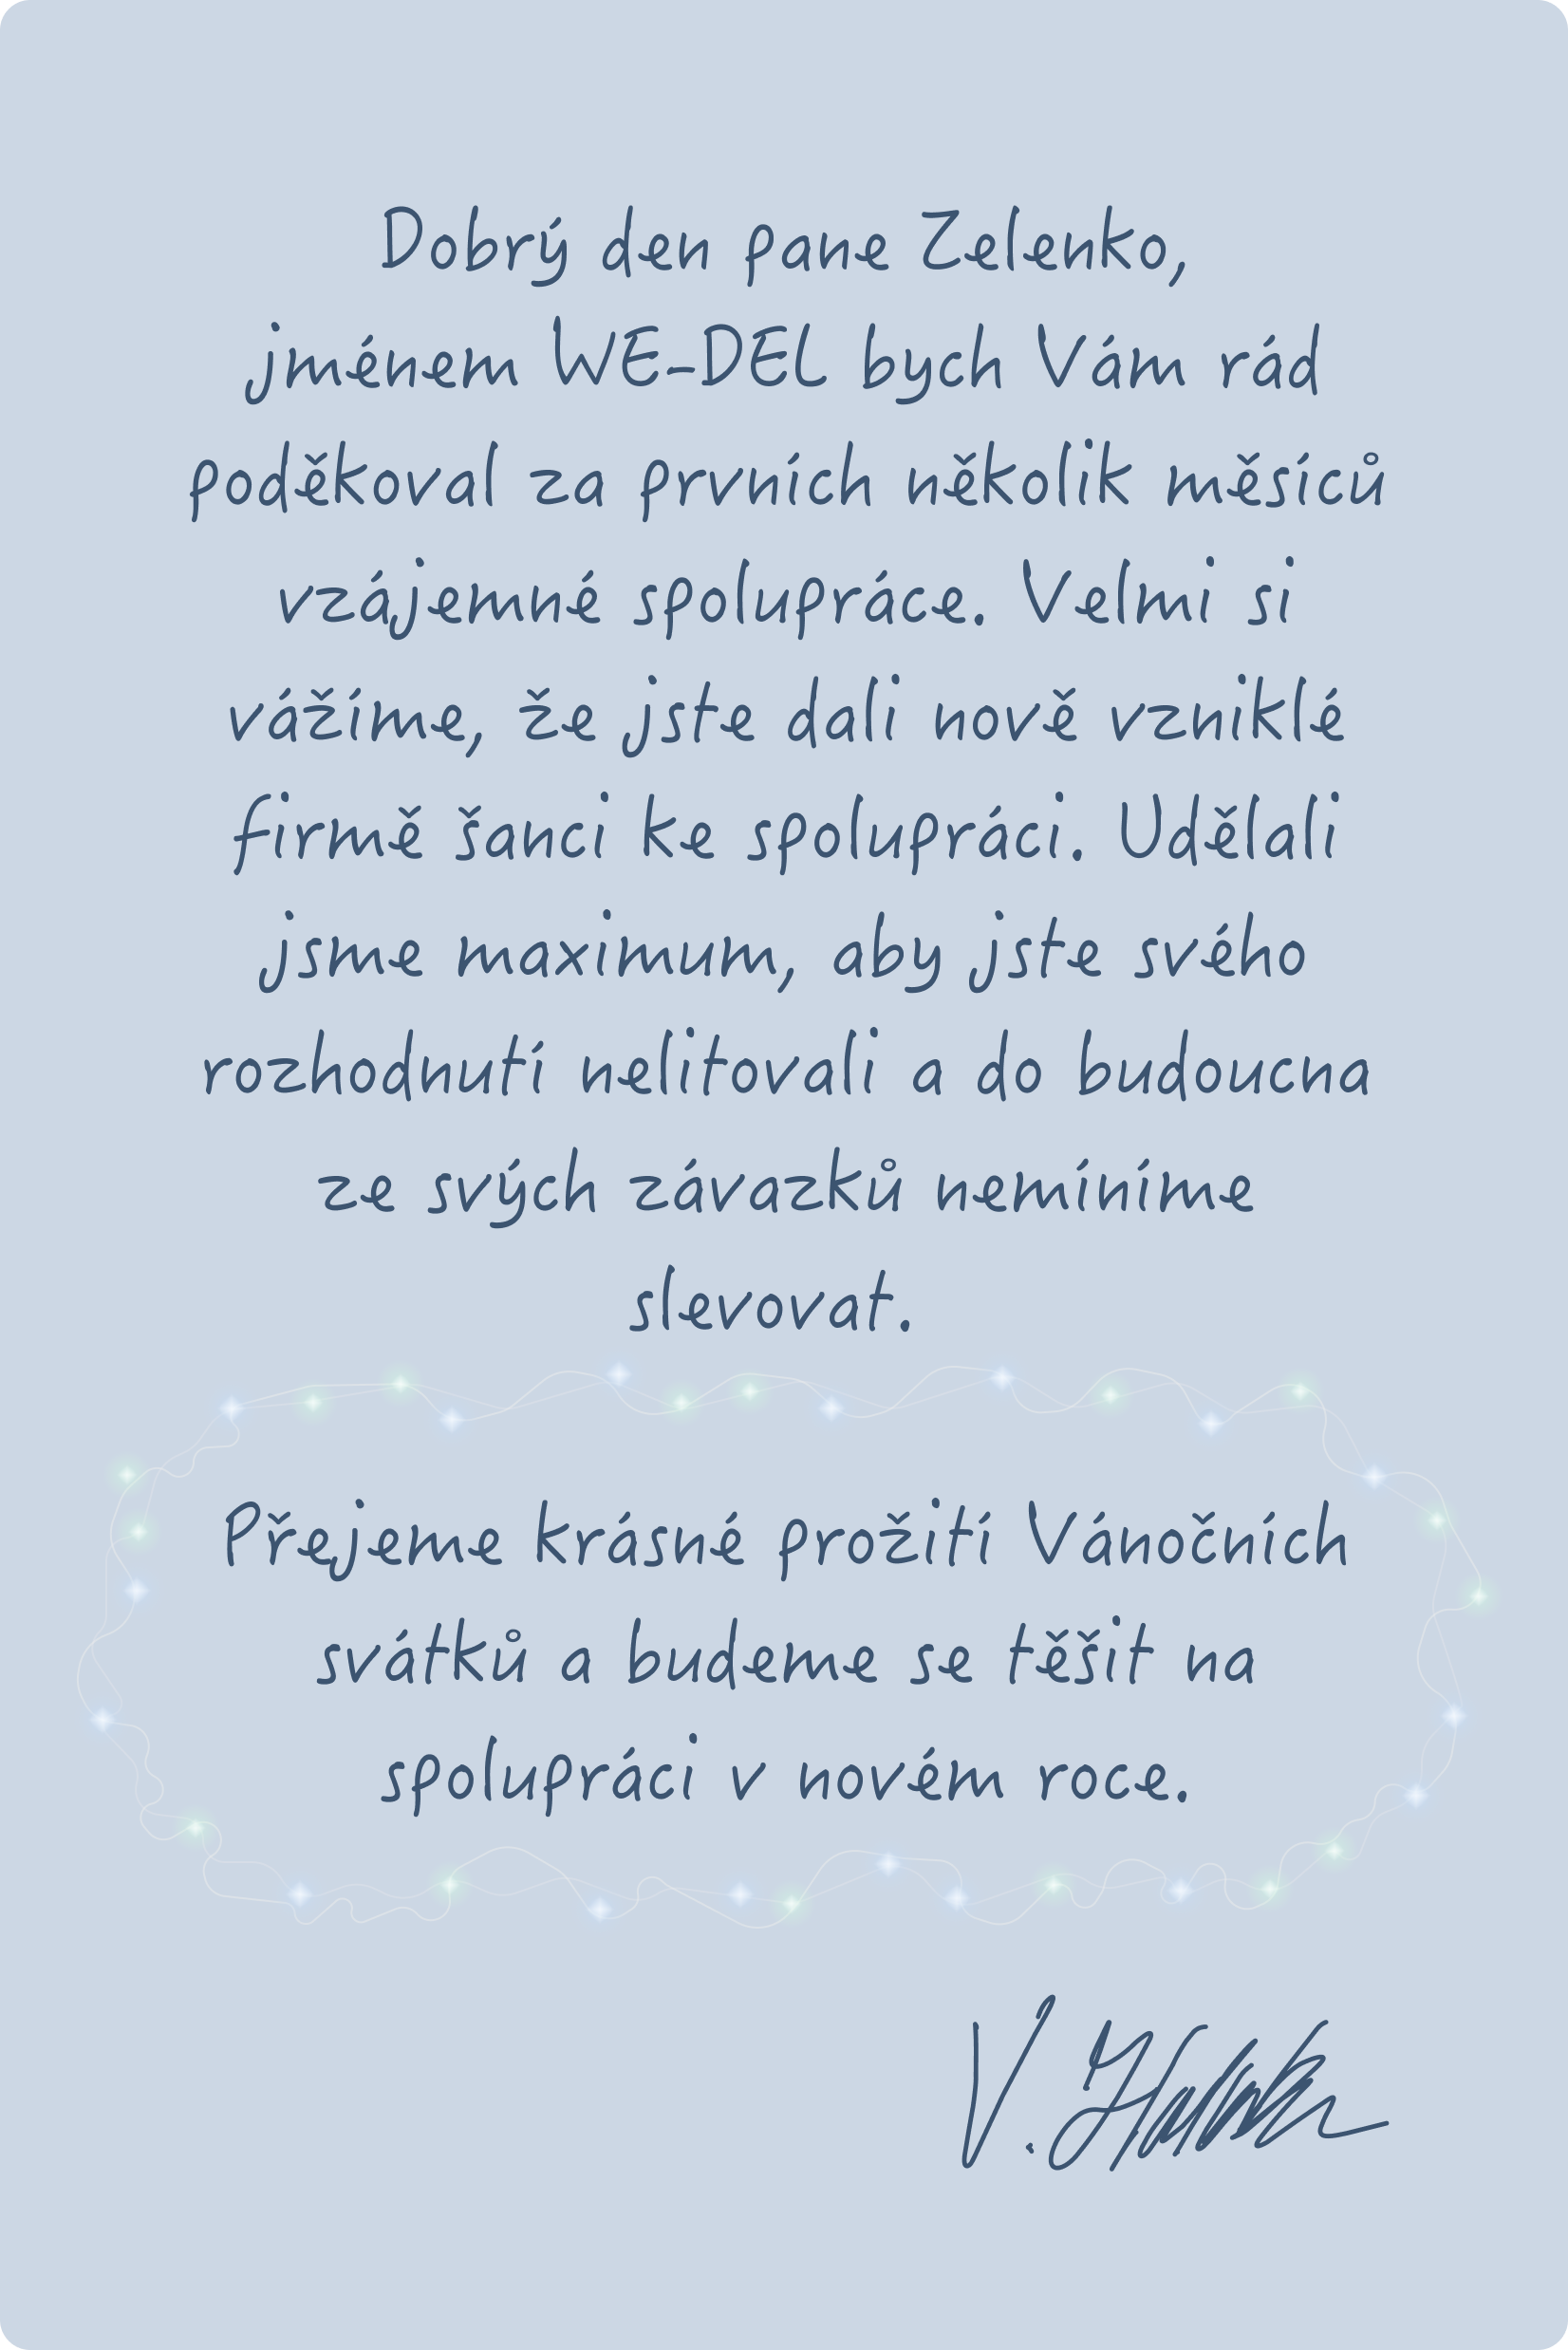 Dobrý den pane Zelenko,
jménem WE-DEL bych Vám rád
poděkoval za prvních několik měsíců
vzájemné spolupráce. Velmi si
vážíme, že jste dali nově vzniklé
firmě šanci ke spolupráci. Udělali
jsme maximum, aby jste svého
rozhodnutí nelitovali a do budoucna
ze svých závazků nemíníme
slevovat.
Přejeme krásné prožití Vánočních
svátků a budeme se těšit na
spolupráci v novém roce.
V.